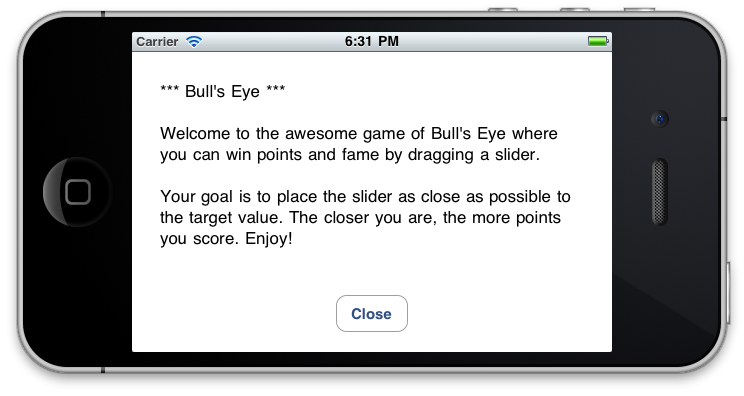 Carrier 6:31 PM
*** Bull's Eye ***
Welcome to the awesome game of Bull's Eye where
you can win points and fame by dragging a slider.
Your goal is to place the slider as close as possible to
the target value. The closer you are, the more points
you score. Enjoy!
Close